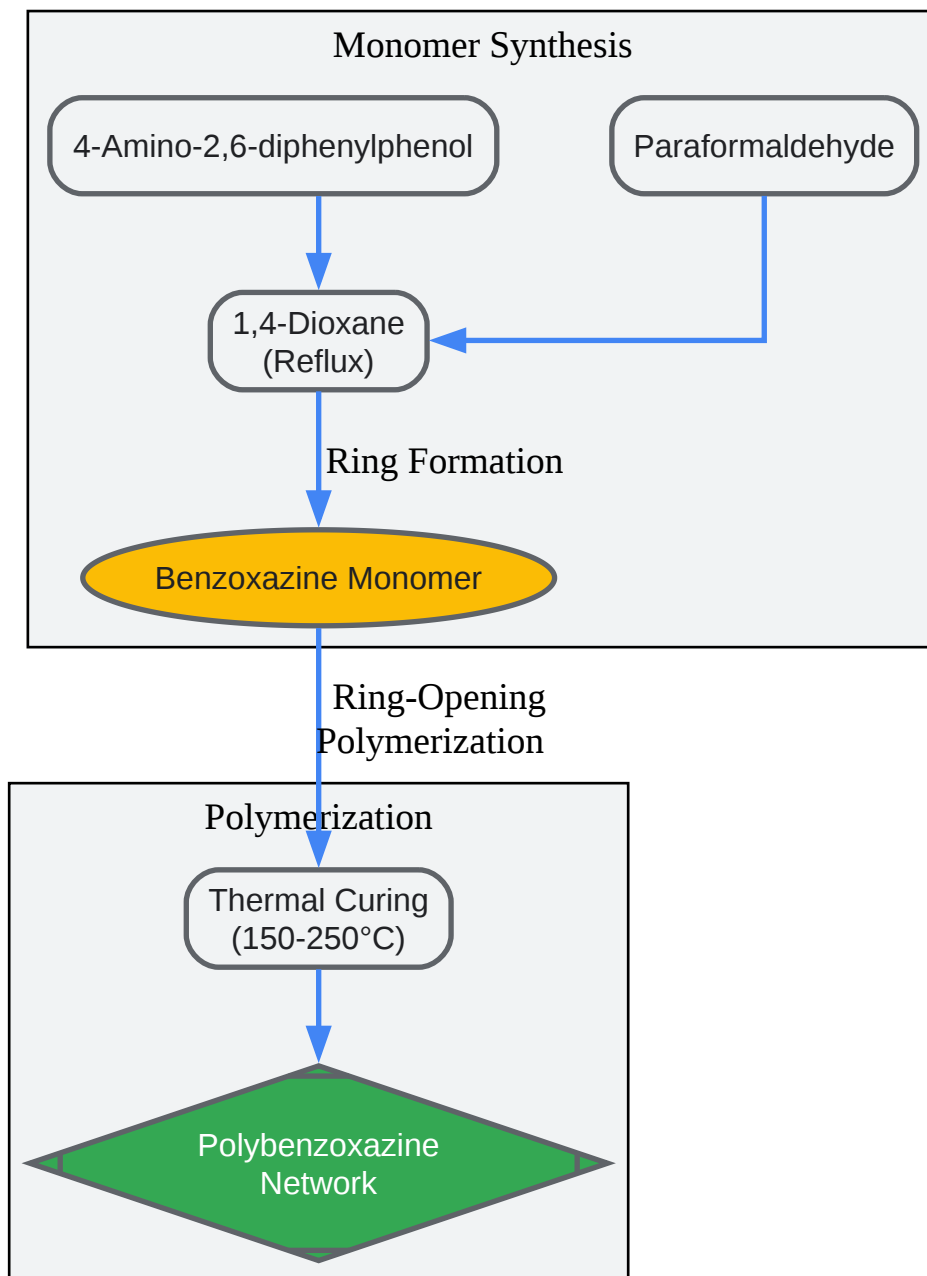 Monomer Synthesis
4-Amino-2,6-diphenylphenol
Paraformaldehyde
1,4-Dioxane
(Reflux)
Ring Formation
Benzoxazine Monomer
Ring-Opening
Polymerization
Polymerization
Thermal Curing
(150-250°C)
Polybenzoxazine
Network